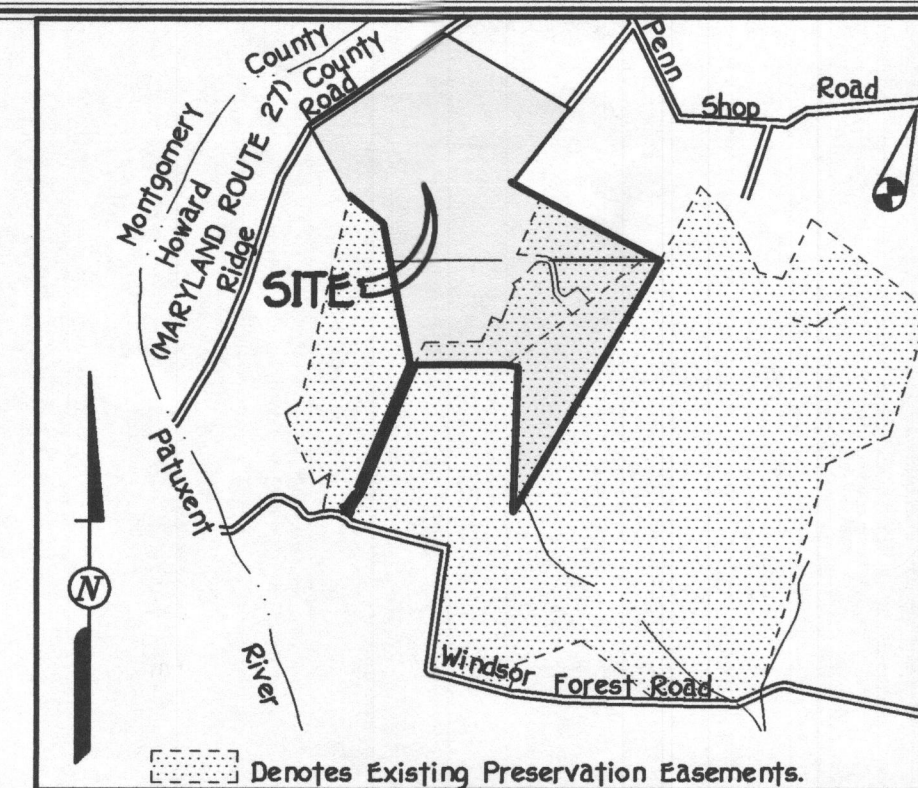 Montgomery County
Howard County
Ridge Road
(MARYLAND ROUTE 27)
Penn Shop Road
SITE
Patuxent River
N
Windsor Forest Road
Denotes Existing Preservation Easements.